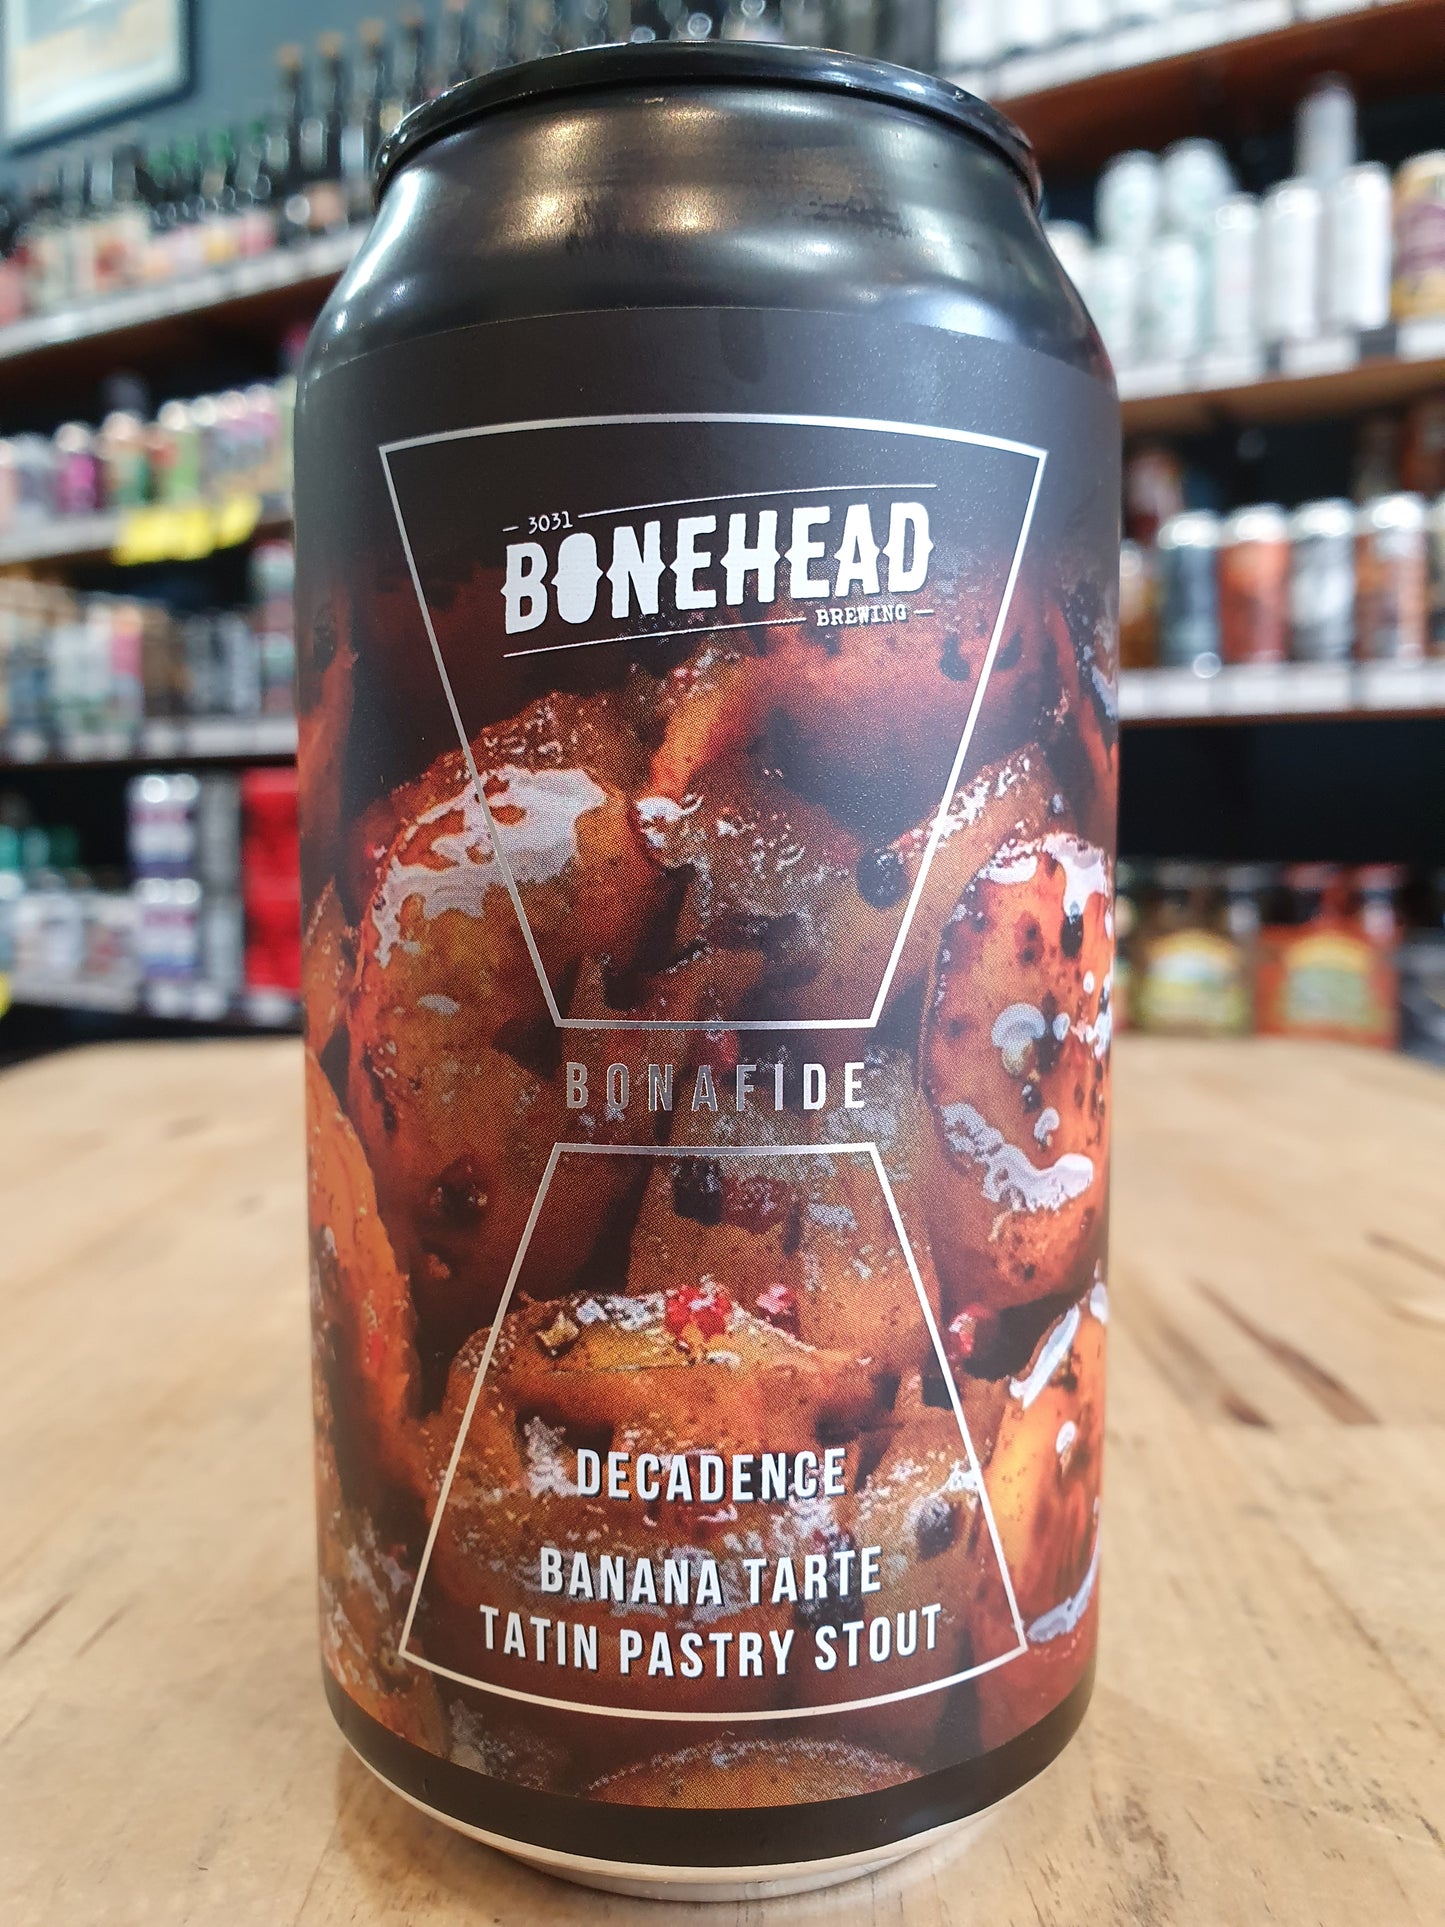 3031
BONEHEAD
BREWING
BONAFIDE
DECADENCE
BANANA TARTE
TATIN PASTRY STOUT